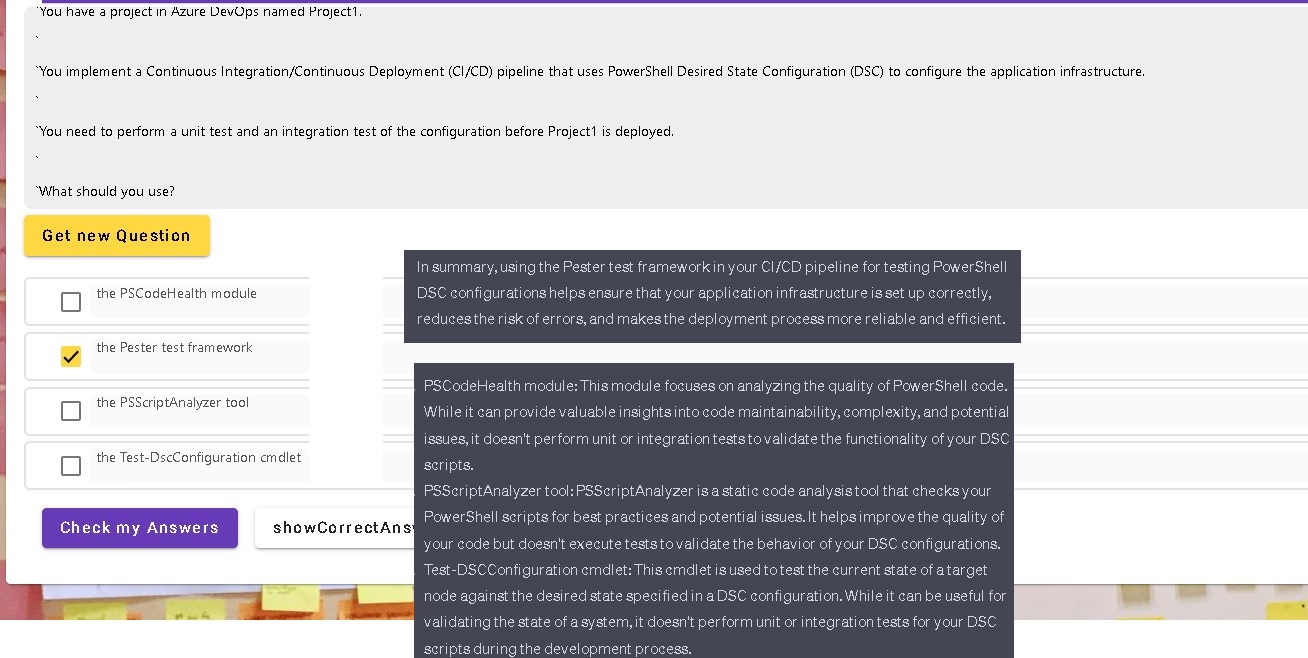 `You have a project in Azure DevOps named Project1.
`
`You implement a Continuous Integration/Continuous Deployment (CI/CD) pipeline that uses PowerShell Desired State Configuration (DSC) to configure the application infrastructure.
`
`You need to perform a unit test and an integration test of the configuration before Project1 is deployed.
`
`What should you use?
Get new Question
the PSCodeHealth module
the Pester test framework
the PSScriptAnalyzer tool
the Test-DscConfiguration cmdlet
Check my Answers
showCorrectAnsw
In summary, using the Pester test framework in your CI/CD pipeline for testing PowerShell
DSC configurations helps ensure that your application infrastructure is set up correctly,
reduces the risk of errors, and makes the deployment process more reliable and efficient.
PSCodeHealth module: This module focuses on analyzing the quality of PowerShell code.
While it can provide valuable insights into code maintainability, complexity, and potential
issues, it doesn't perform unit or integration tests to validate the functionality of your DSC
scripts.
PSScriptAnalyzer tool: PSScriptAnalyzer is a static code analysis tool that checks your
PowerShell scripts for best practices and potential issues. It helps improve the quality of
your code but doesn't execute tests to validate the behavior of your DSC configurations.
Test-DSCConfiguration cmdlet: This cmdlet is used to test the current state of a target
node against the desired state specified in a DSC configuration. While it can be useful for
validating the state of a system, it doesn't perform unit or integration tests for your DSC
scripts during the development process.